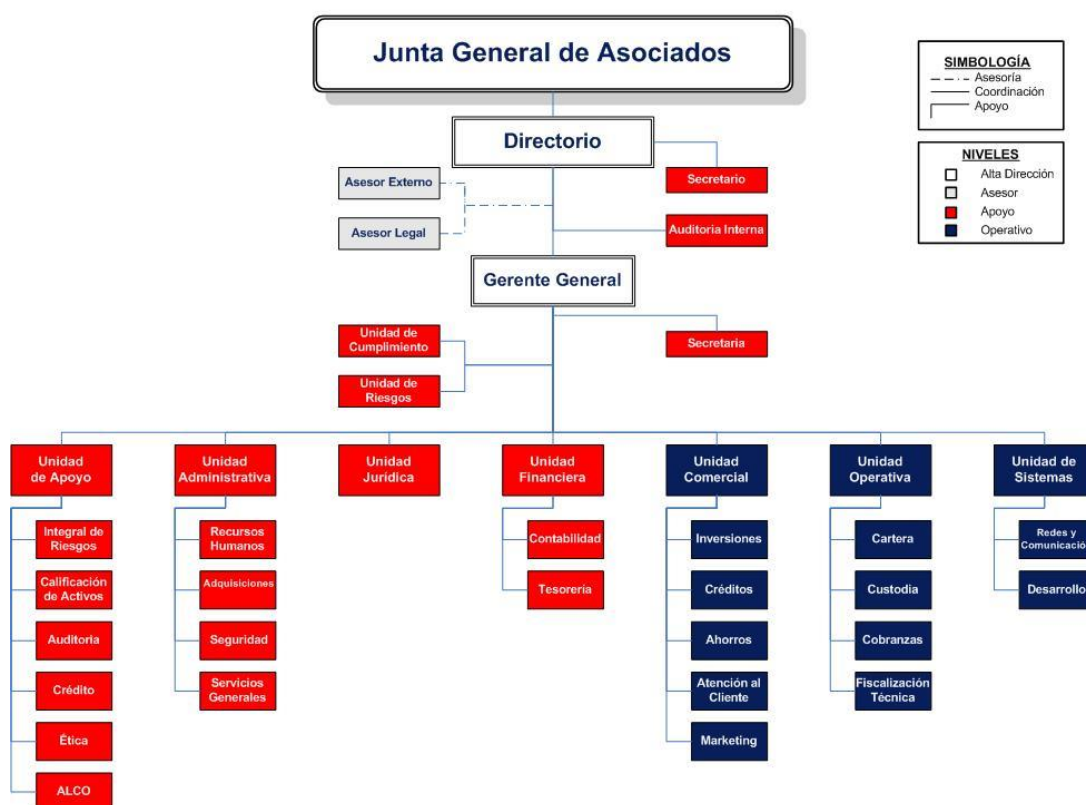 Junta General de Asociados
SIMBOLOGÍA
Asesoría
Coordinación
Apoyo
Directorio
NIVELES
Alta Dirección
Asesor
Apoyo
Operativo
Asesor Externo
Secretario
Asesor Legal
Auditoria Interna
Gerente General
Unidad de
Cumplimiento
Secretaria
Unidad de
Riesgos
Unidad
de Apoyo
Unidad
Administrativa
Unidad
Jurídica
Unidad
Financiera
Unidad
Comercial
Unidad
Operativa
Unidad de
Sistemas
Integral de
Riesgos
Calificación
de Activos
Auditoria
Crédito
Ética
ALCO
Recursos
Humanos
Adquisiciones
Seguridad
Servicios
Generales
Contabilidad
Tesorería
Inversiones
Créditos
Ahorros
Atención al
Cliente
Marketing
Cartera
Custodia
Cobranzas
Fiscalización
Técnica
Redes y
Comunicación
Desarrollo